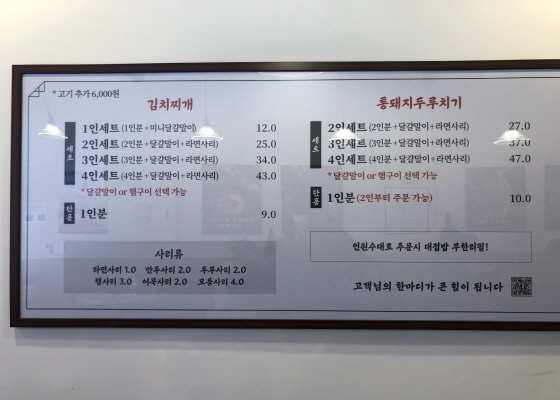 * 고기 추가 6,000원
김치찌개
세트
1인세트 (1인분+미니달걀말이) 12.0
2인세트 (2인분+달걀말이+라면사리) 25.0
3인세트 (3인분+달걀말이+라면사리) 34.0
4인세트 (4인분+달걀말이+라면사리) 43.0
* 달걀말이 or 햄구이 선택 가능
단품
1인분 9.0
사리류
라면사리 1.0 만두사리 2.0 두부사리 2.0
햄사리 3.0 어묵사리 2.0 모듬사리 4.0
통돼지두루치기
세트
2인세트 (2인분+달걀말이+라면사리) 27.0
3인세트 (3인분+달걀말이+라면사리) 37.0
4인세트 (4인분+달걀말이+라면사리) 47.0
* 달걀말이 or 햄구이 선택 가능
단품
1인분 (2인부터 주문 가능) 10.0
인원수대로 주문시 대접밥 무한리필!
고객님의 한마디가 큰 힘이 됩니다